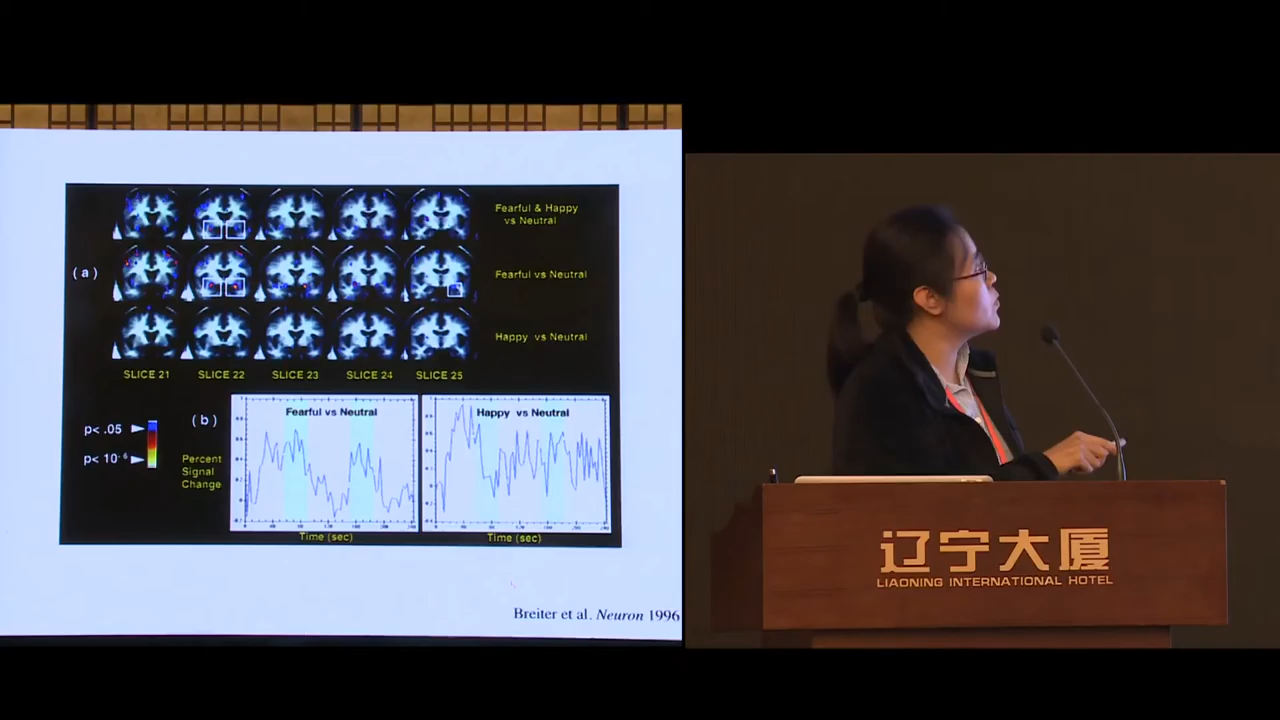 Fearful & Happy
vs Neutral
(a)
Fearful vs Neutral
Happy vs Neutral
SLICE 21 SLICE 22 SLICE 23 SLICE 24 SLICE 25
(b)
Fearful vs Neutral
Happy vs Neutral
p< .05
p< 10⁻⁶
Percent
Signal
Change
Time (sec)
Time (sec)
Breiter et al. Neuron 1996
辽宁大厦
LIAONING INTERNATIONAL HOTEL